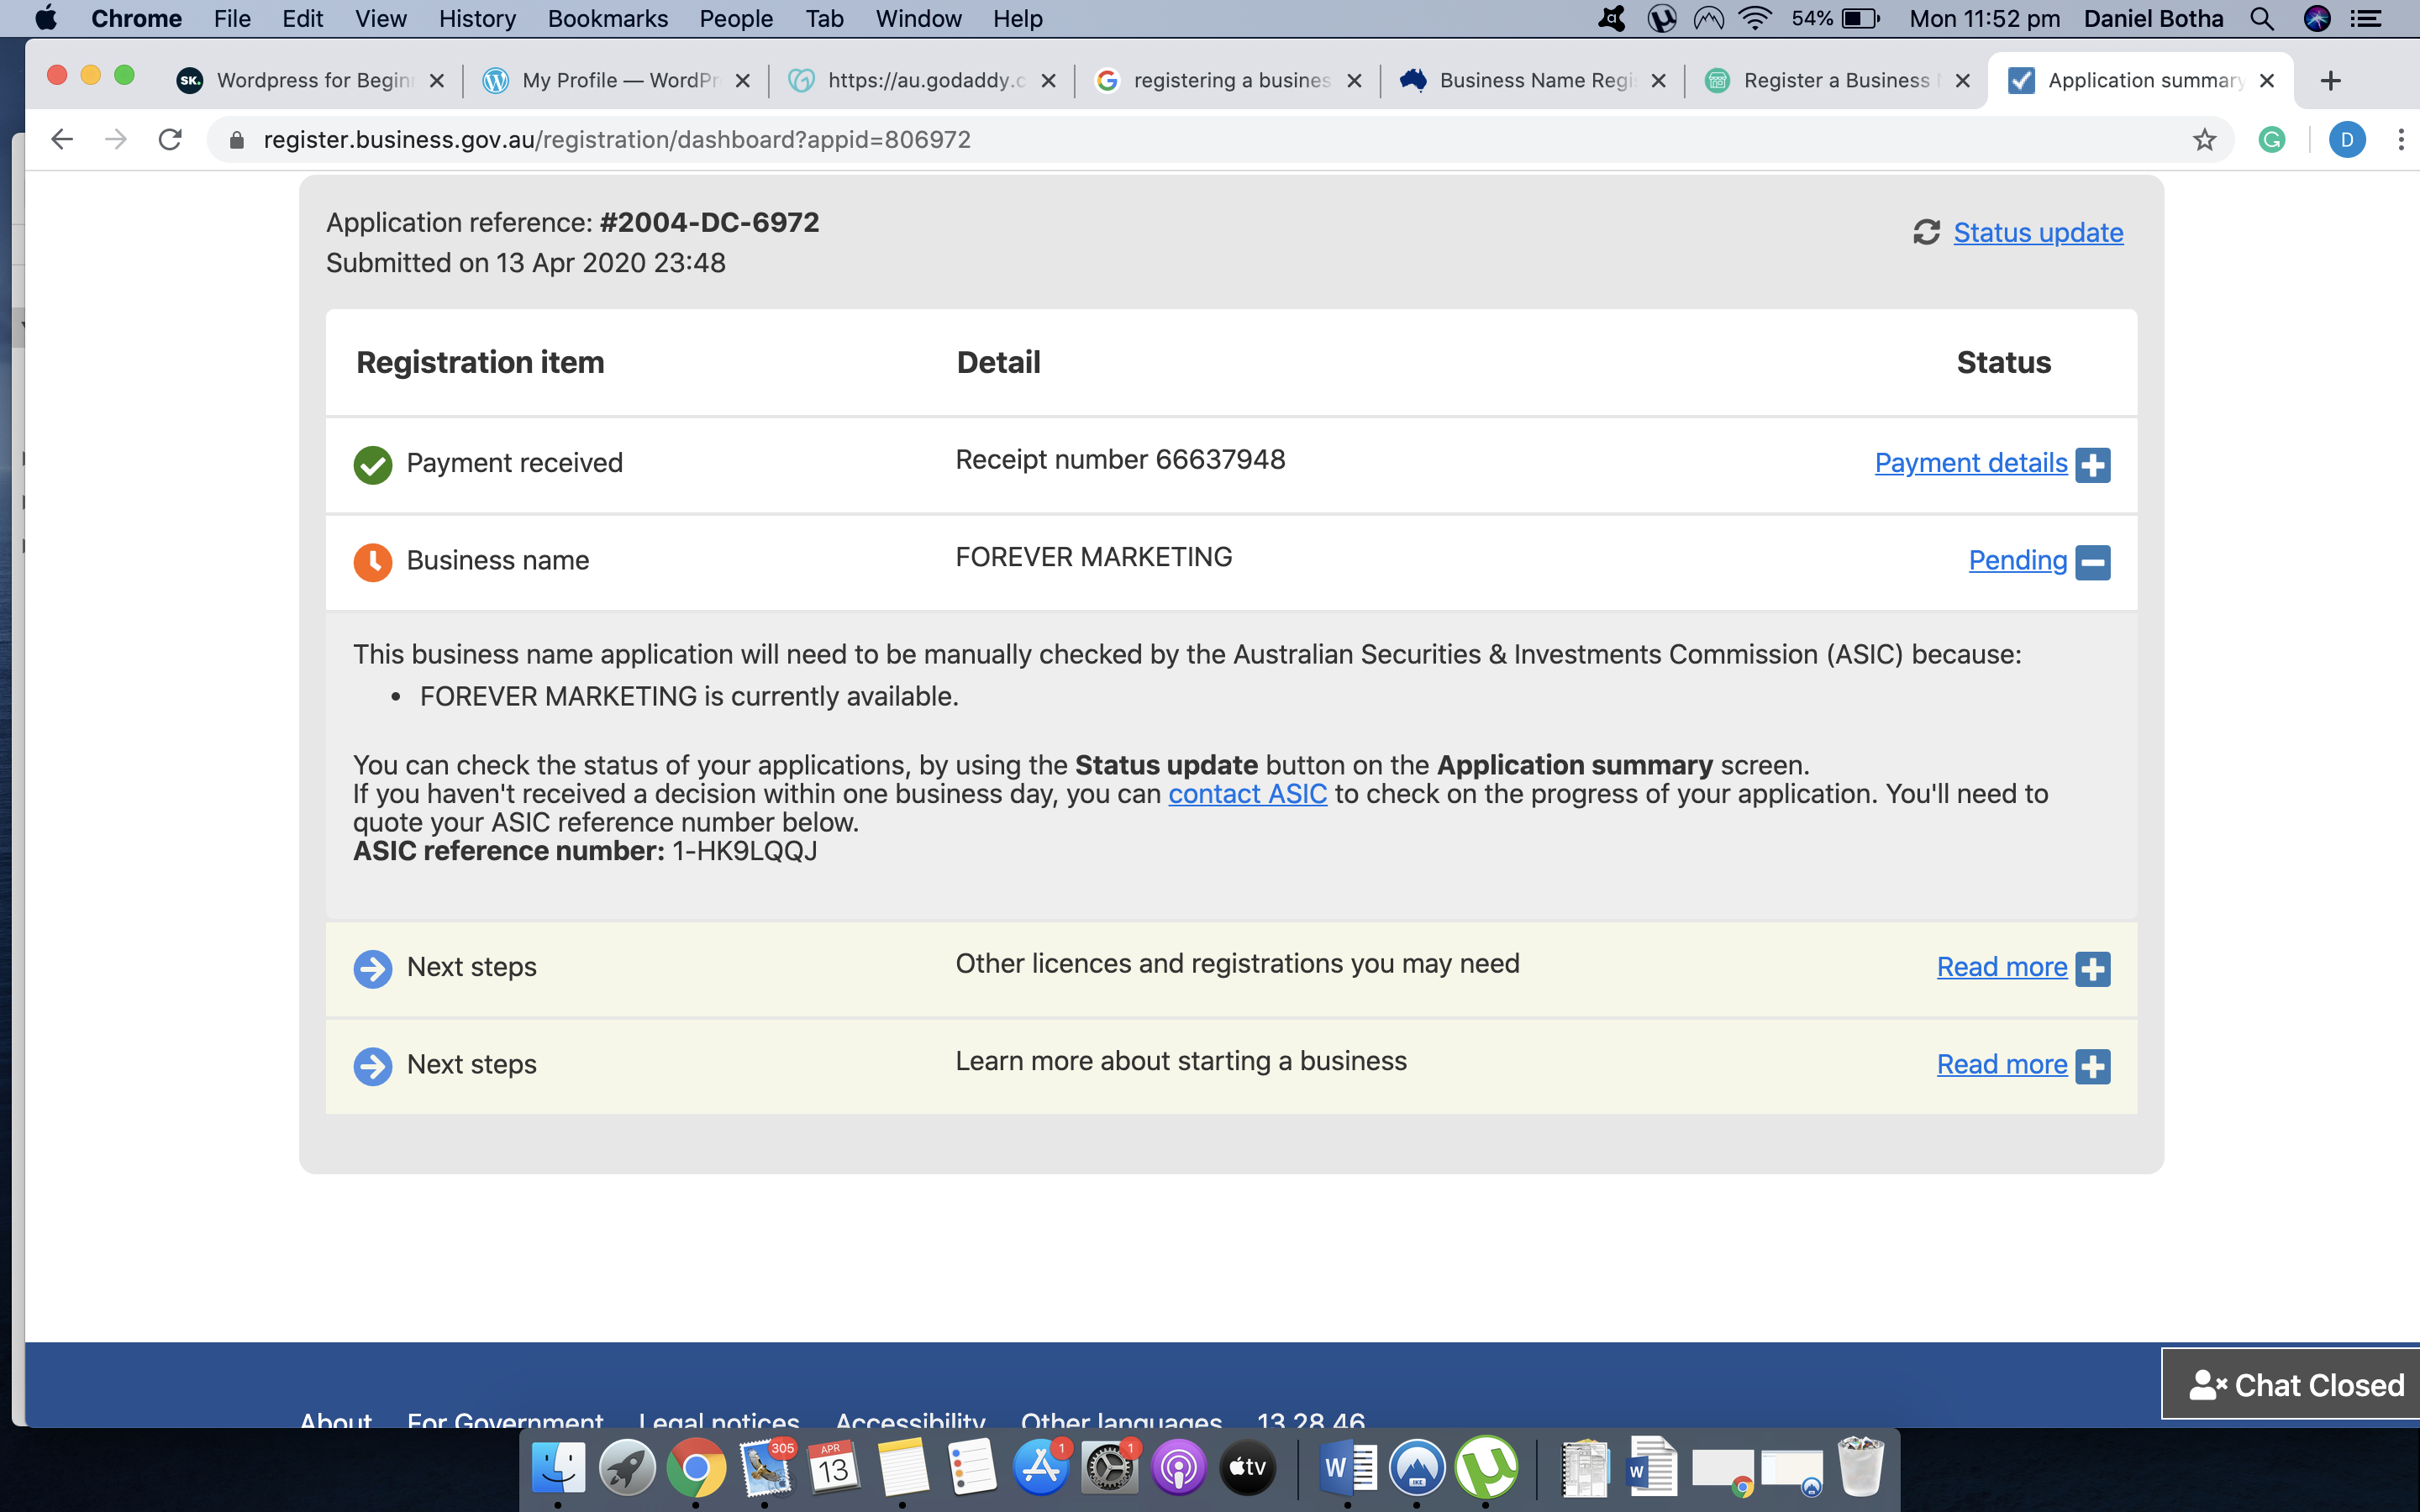 Chrome File Edit View History Bookmarks People Tab Window Help 54% Mon 11:52 pm Daniel Botha
SK. Wordpress for Begin My Profile — WordPr https://au.godaddy.c registering a busines Business Name Regi Register a Business Application summary
register.business.gov.au/registration/dashboard?appid=806972 D
Application reference: #2004-DC-6972
Status update
Submitted on 13 Apr 2020 23:48
Registration item Detail Status
Payment received Receipt number 66637948 Payment details
Business name FOREVER MARKETING Pending
This business name application will need to be manually checked by the Australian Securities & Investments Commission (ASIC) because:
• FOREVER MARKETING is currently available.
You can check the status of your applications, by using the Status update button on the Application summary screen.
If you haven't received a decision within one business day, you can contact ASIC to check on the progress of your application. You'll need to
quote your ASIC reference number below.
ASIC reference number: 1-HK9LQQJ
Next steps Other licences and registrations you may need Read more
Next steps Learn more about starting a business Read more
Chat Closed
About For Government Legal notices Accessibility Other languages 13 28 46
305 APR 13 1 1 tv W IKE W